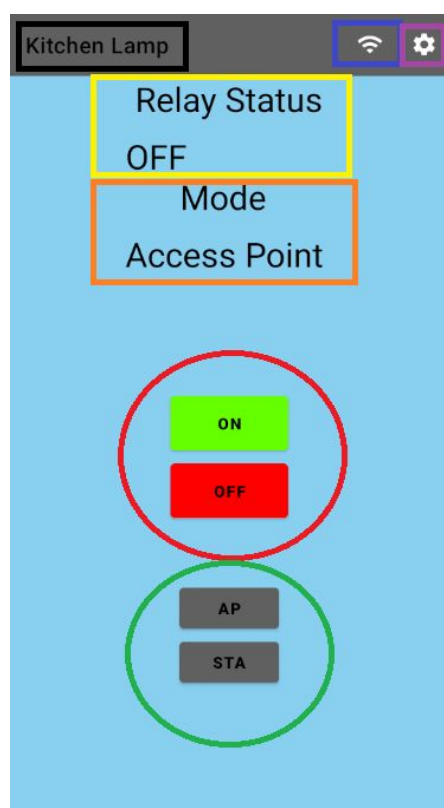 Kitchen Lamp
Relay Status
OFF
Mode
Access Point
ON
OFF
AP
STA